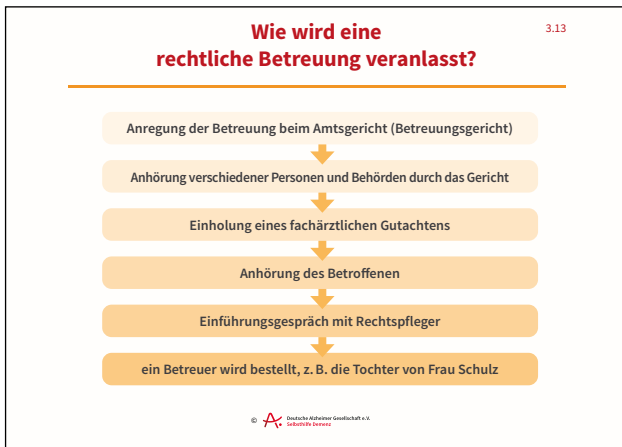 Wie wird eine
rechtliche Betreuung veranlasst?
3.13
Anregung der Betreuung beim Amtsgericht (Betreuungsgericht)
Anhörung verschiedener Personen und Behörden durch das Gericht
Einholung eines fachärztlichen Gutachtens
Anhörung des Betroffenen
Einführungsgespräch mit Rechtspfleger
ein Betreuer wird bestellt, z. B. die Tochter von Frau Schulz
© Deutsche Alzheimer Gesellschaft e.V.
Selbsthilfe Demenz